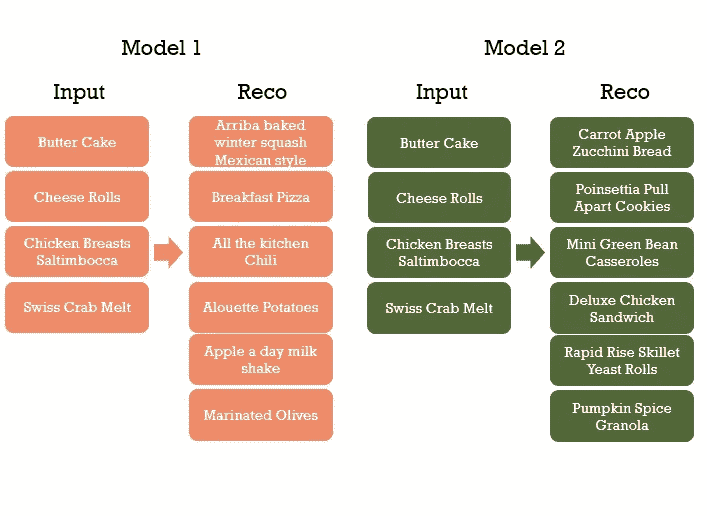 Model 1
Input
Reco
Butter Cake
Cheese Rolls
Chicken Breasts
Saltimbocca
Swiss Crab Melt
Arriba baked
winter squash
Mexican style
Breakfast Pizza
All the kitchen
Chili
Alouette Potatoes
Apple a day milk
shake
Marinated Olives
Model 2
Input
Reco
Butter Cake
Cheese Rolls
Chicken Breasts
Saltimbocca
Swiss Crab Melt
Carrot Apple
Zucchini Bread
Poinsettia Pull
Apart Cookies
Mini Green Bean
Casseroles
Deluxe Chicken
Sandwich
Rapid Rise Skillet
Yeast Rolls
Pumpkin Spice
Granola